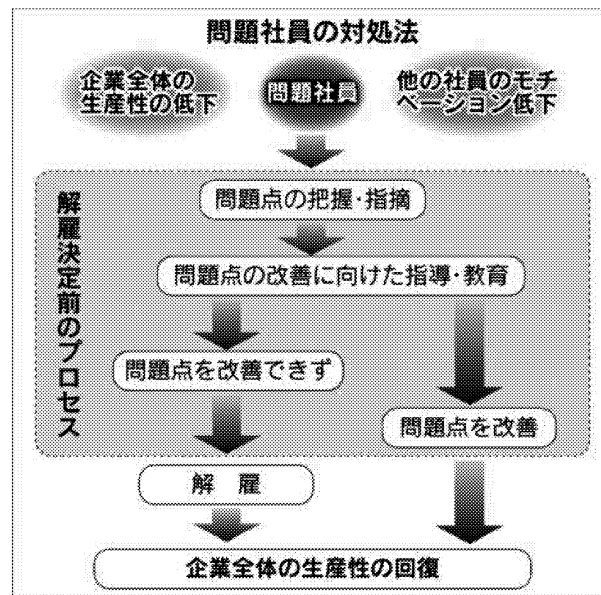 問題社員の対処法
企業全体の
生産性の低下
問題社員
他の社員のモチ
ベーション低下
解雇決定前のプロセス
問題点の把握・指摘
問題点の改善に向けた指導・教育
問題点を改善できず
問題点を改善
解　雇
企業全体の生産性の回復